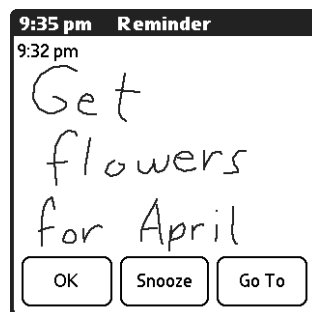 9:35 pm Reminder
9:32 pm
Get
flowers
for April
OK Snooze Go To